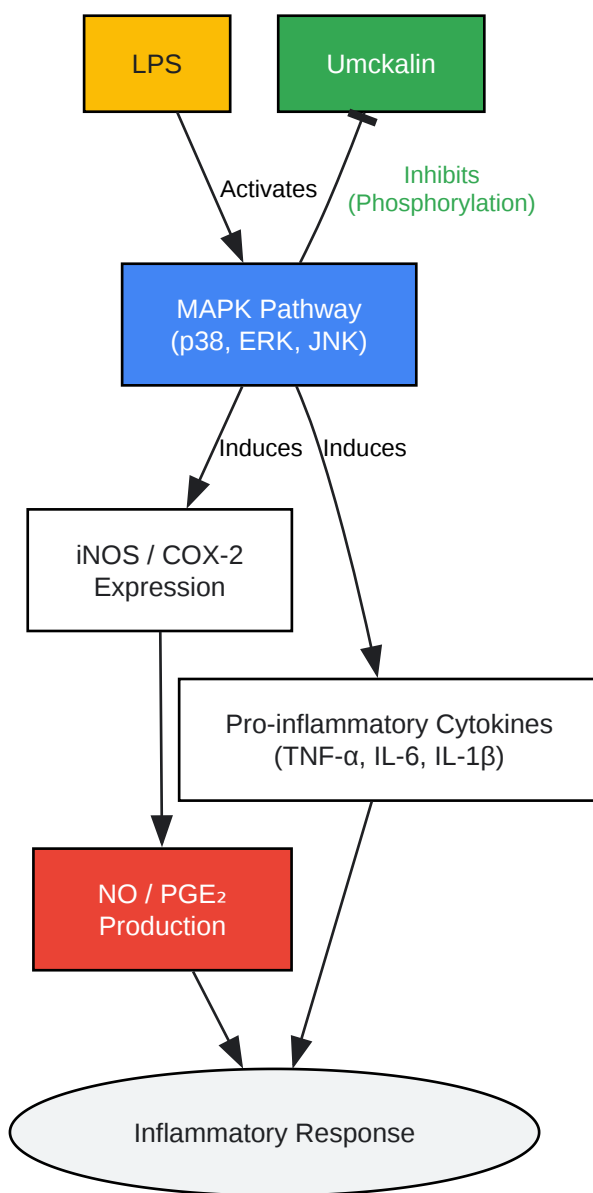 LPS
Umckalin
Activates
Inhibits
(Phosphorylation)
MAPK Pathway
(p38, ERK, JNK)
Induces
Induces
iNOS / COX-2
Expression
Pro-inflammatory Cytokines
(TNF-α, IL-6, IL-1β)
NO / PGE₂
Production
Inflammatory Response